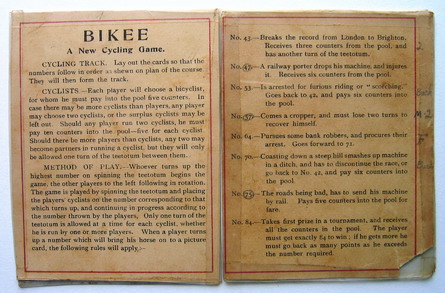 BIKEE
A New Cycling Game.
CYCLING TRACK. Lay out the cards so that the
numbers follow in order as shewn on plan of the course
They will then form the track.
CYCLISTS.—Each player will choose a bicyclist,
for whom he must pay into the pool five counters. In
case there may be more cyclists than players, any player
may choose two cyclists, or the surplus cyclists may be
left out. Should any player run two cyclists, he must
pay ten counters into the pool—five for each cyclist.
Should there be more players than cyclists, any two may
become partners in running a cyclist, but they will only
be allowed one turn of the teetotum between them.
METHOD OF PLAY:—Whoever turns up the
highest number on spinning the teetotum begins the
game, the other players to the left following in rotation.
The game is played by spinning the teetotum and placing
the players' cyclists on the number corresponding to that
which turns up, and continuing in progress according to
the number thrown by the players, Only one turn of the
teetotum is allowed at a time for each cyclist, whether
he is run by one or more players. When a player turns
up a number which will bring his horse on to a picture
card, the following rules will apply,:-
No. 45—Breaks the record from London to Brighton.
Receives three counters from the pool, and
has another turn of the teetotum. 2
—A railway porter drops his machine, and injures
it. Receives six counters from the pool.
No. 53—Is arrested for furious riding or "scorching." Back
Goes back to 42, and pays six counters into
the pool.
No. 57—Comes a cropper, and must lose two turns to
recover himself.
No. 64—Pursues some bank robbers, and procures their
arrest. Goes forward to 71.
No. 70—Coasting down a steep hill smashes up machine
in a ditch, and has to discontinue the race, or
go back to No. 42, and pay six counters into
the pool.
—The roads being bad, has to send his machine
by rail. Pays five counters into the pool for
fare.
No. 84—Takes first prize in a tournament, and receives
all the counters in the pool. The player
must get exactly 84 to win; if he gets more he
must go back as many points as he exceeds
the number required.